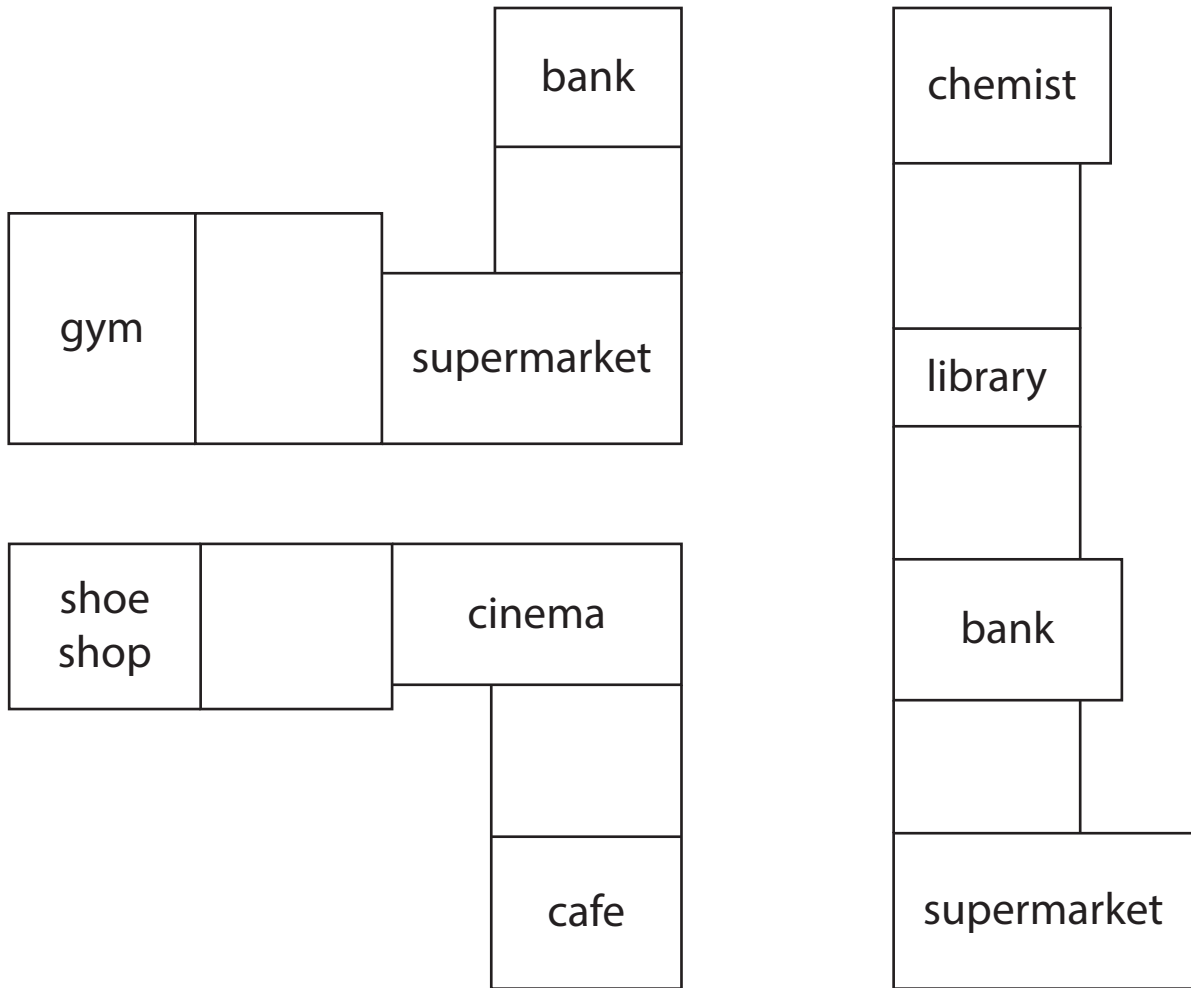 bank
chemist
gym
supermarket
library
shoe
shop
cinema
bank
cafe
supermarket